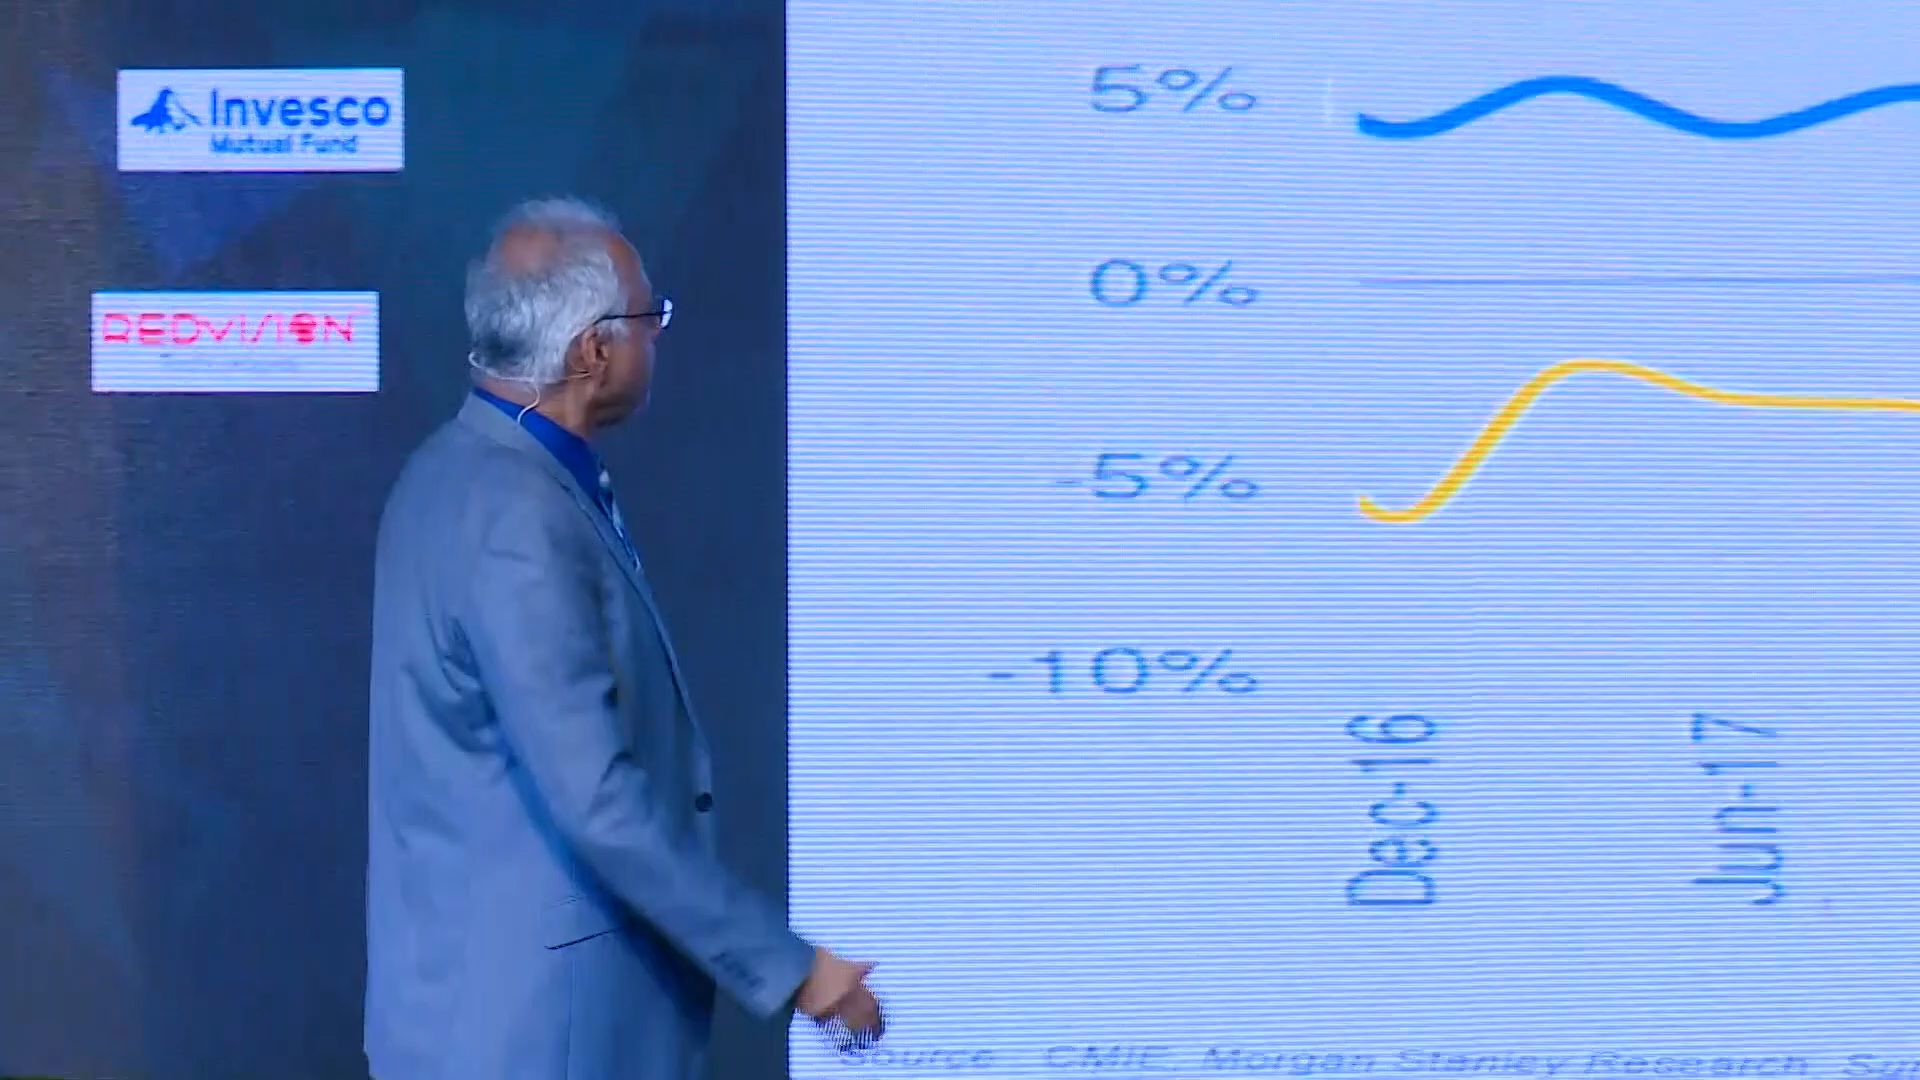 Invesco
Mutual Fund
REDVISION
5%
0%
-5%
-10%
Dec-16
Jun-17
Source CMIE, Morgan Stanley Research